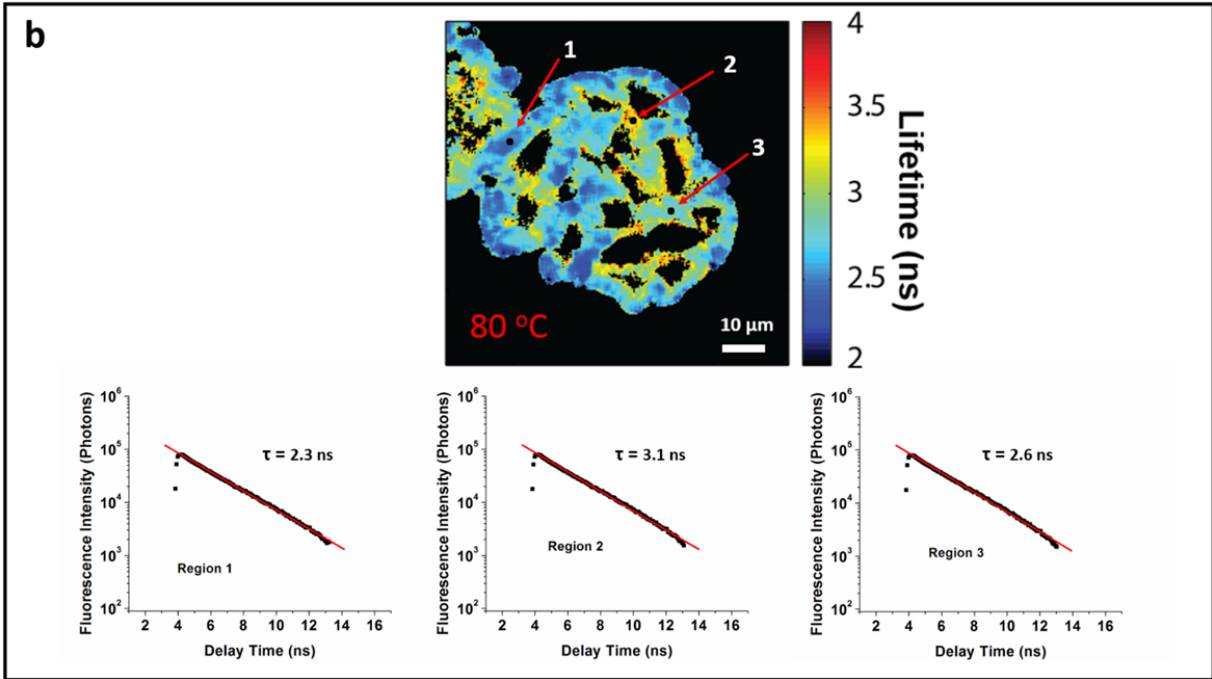 b
1
2
3
80 °C
10 µm
4
3.5
3
2.5
2
Lifetime (ns)
Fluorescence Intensity (Photons)
10⁶
10⁵
10⁴
10³
10²
τ = 2.3 ns
Region 1
2 4 6 8 10 12 14 16
Delay Time (ns)
Fluorescence Intensity (Photons)
10⁶
10⁵
10⁴
10³
10²
τ = 3.1 ns
Region 2
2 4 6 8 10 12 14 16
Delay Time (ns)
Fluorescence Intensity (Photons)
10⁶
10⁵
10⁴
10³
10²
τ = 2.6 ns
Region 3
2 4 6 8 10 12 14 16
Delay Time (ns)